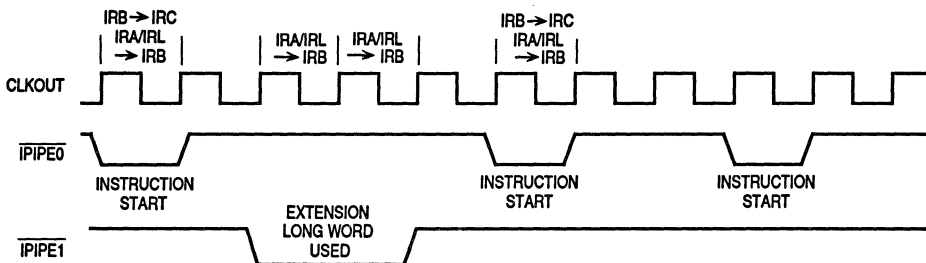 IRB → IRC
IRA/IRL
→ IRB
IRA/IRL
→ IRB
IRA/IRL
→ IRB
IRB → IRC
IRA/IRL
→ IRB
CLKOUT
IPIPE0
INSTRUCTION
START
INSTRUCTION
START
INSTRUCTION
START
EXTENSION
LONG WORD
USED
IPIPE1